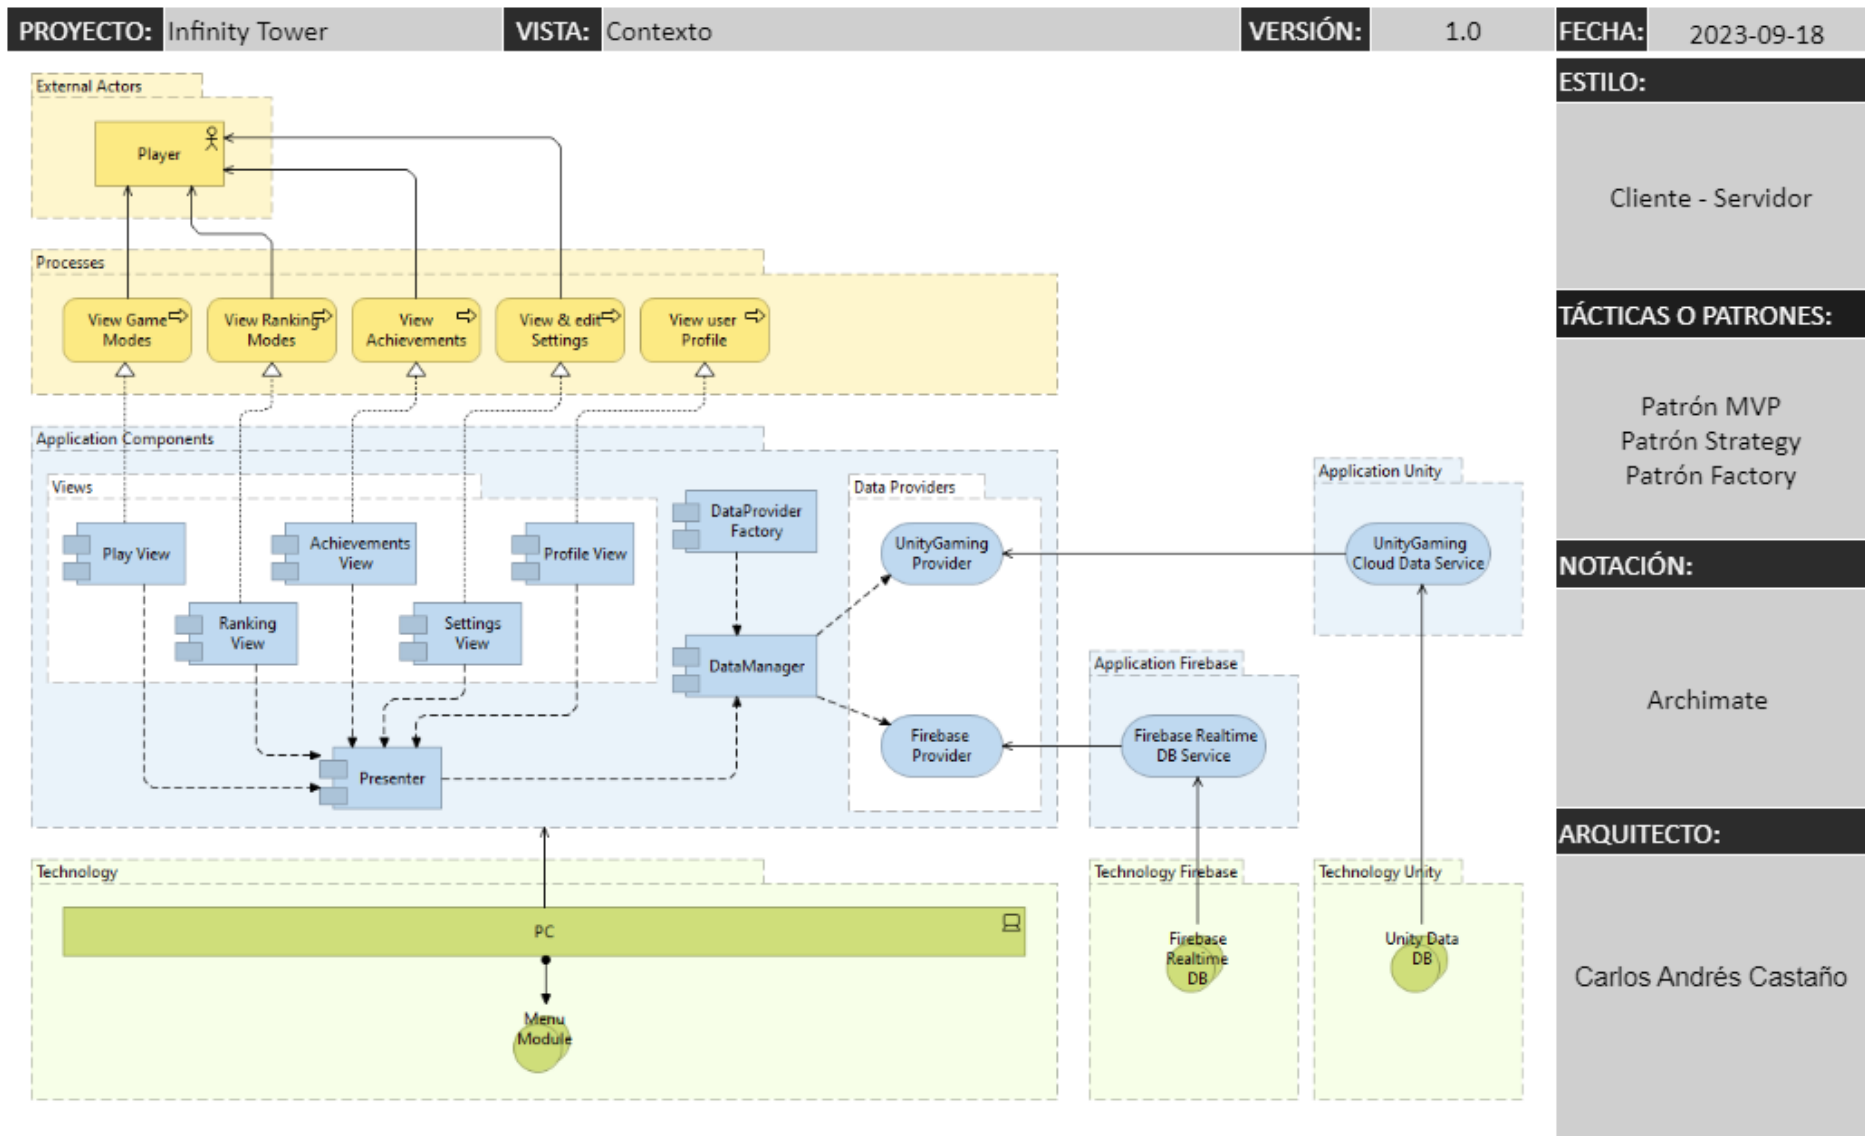 PROYECTO: Infinity Tower VISTA: Contexto VERSIÓN: 1.0 FECHA: 2023-09-18
External Actors
Player
Processes
View Game
Modes
View Ranking
Modes
View
Achievements
View & edit
Settings
View user
Profile
Application Components
Views
Play View
Achievements
View
Profile View
Ranking
View
Settings
View
Presenter
DataProvider
Factory
DataManager
Data Providers
UnityGaming
Provider
Firebase
Provider
Application Unity
UnityGaming
Cloud Data Service
Application Firebase
Firebase Realtime
DB Service
Technology
PC
Menu
Module
Technology Firebase
Firebase
Realtime
DB
Technology Unity
Unity Data
DB
ESTILO:
Cliente - Servidor
TÁCTICAS O PATRONES:
Patrón MVP
Patrón Strategy
Patrón Factory
NOTACIÓN:
Archimate
ARQUITECTO:
Carlos Andrés Castaño